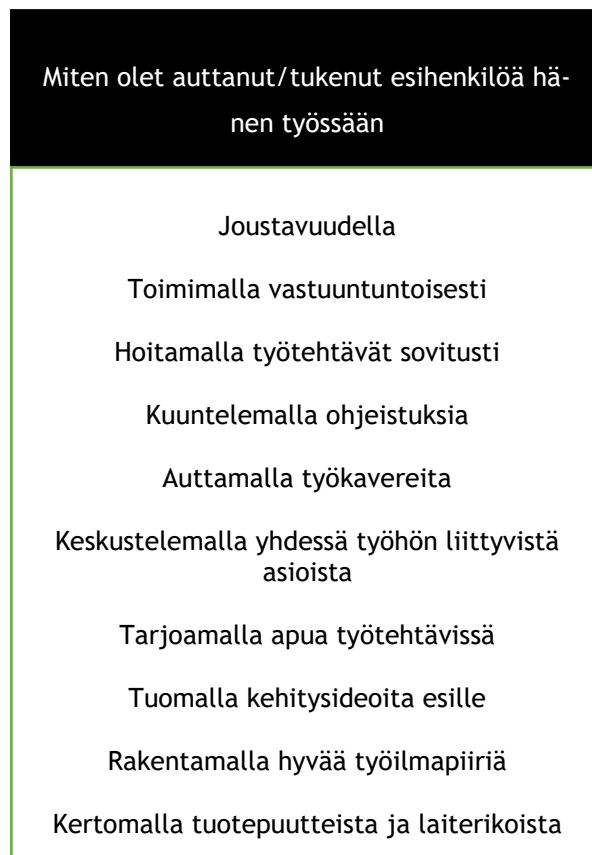 Miten olet auttanut/tukenut esihenkilöä hä-
nen työssään
Joustavuudella
Toimimalla vastuuntuntoisesti
Hoitamalla työtehtävät sovitusti
Kuuntelemalla ohjeistuksia
Auttamalla työkavereita
Keskustelemalla yhdessä työhön liittyvistä
asioista
Tarjoamalla apua työtehtävissä
Tuomalla kehitysideoita esille
Rakentamalla hyvää työilmapiiriä
Kertomalla tuotepuutteista ja laiterikoista